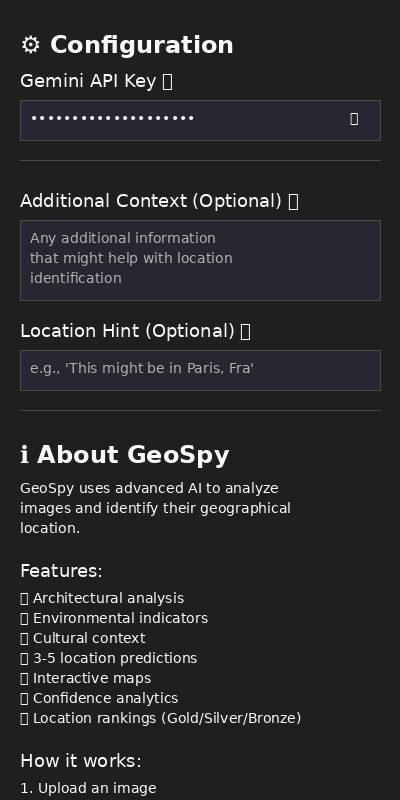 ⚙ Configuration
Gemini API Key
••••••••••••••••••••
Additional Context (Optional)
Any additional information
that might help with location
identification
Location Hint (Optional)
e.g., 'This might be in Paris, Fra'
ℹ About GeoSpy
GeoSpy uses advanced AI to analyze
images and identify their geographical
location.
Features:
Architectural analysis
Environmental indicators
Cultural context
3-5 location predictions
Interactive maps
Confidence analytics
Location rankings (Gold/Silver/Bronze)
How it works:
1. Upload an image